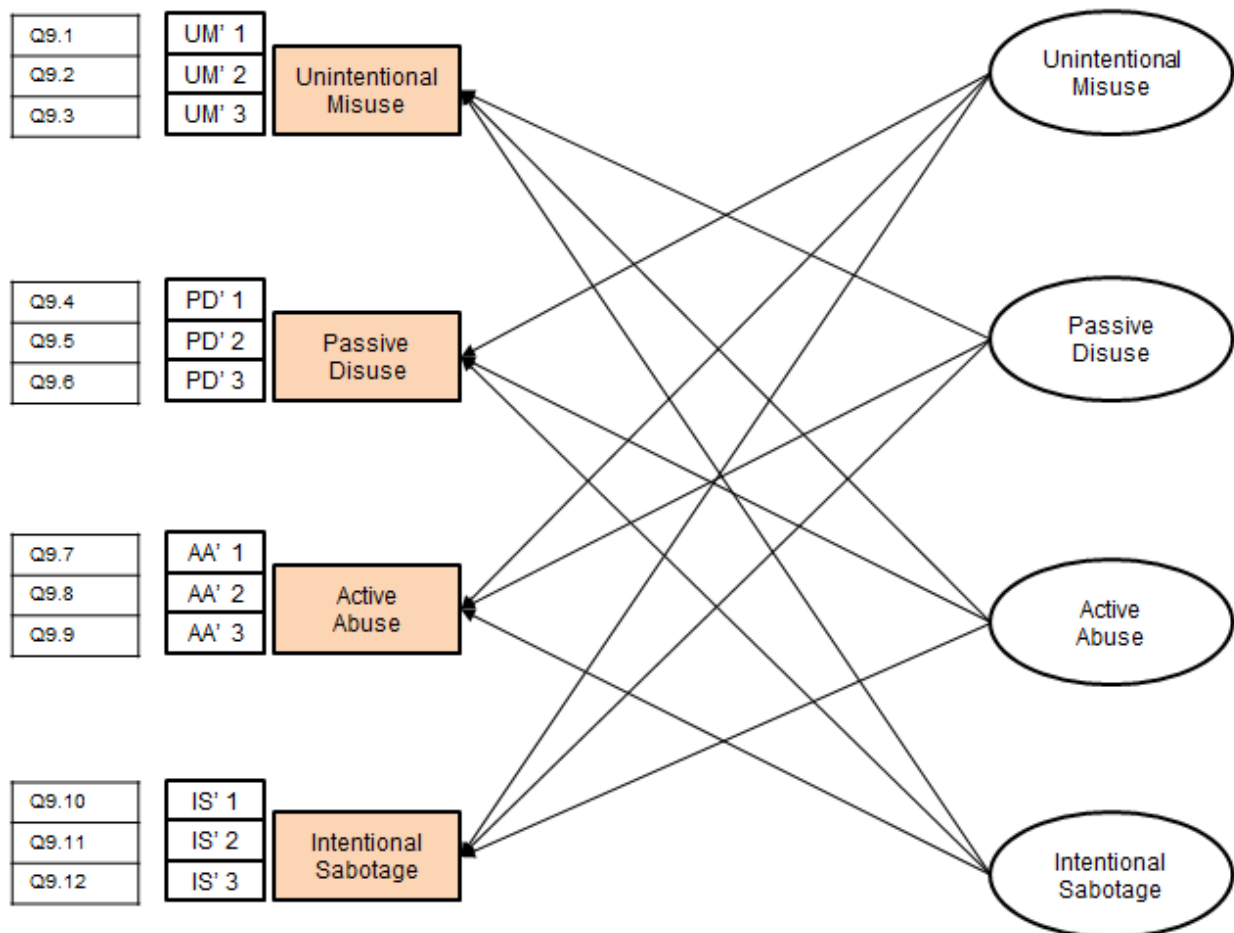 Q9.1
Q9.2
Q9.3
UM' 1
UM' 2
UM' 3
Unintentional
Misuse
Unintentional
Misuse
Q9.4
Q9.5
Q9.6
PD' 1
PD' 2
PD' 3
Passive
Disuse
Passive
Disuse
Q9.7
Q9.8
Q9.9
AA' 1
AA' 2
AA' 3
Active
Abuse
Active
Abuse
Q9.10
Q9.11
Q9.12
IS' 1
IS' 2
IS' 3
Intentional
Sabotage
Intentional
Sabotage